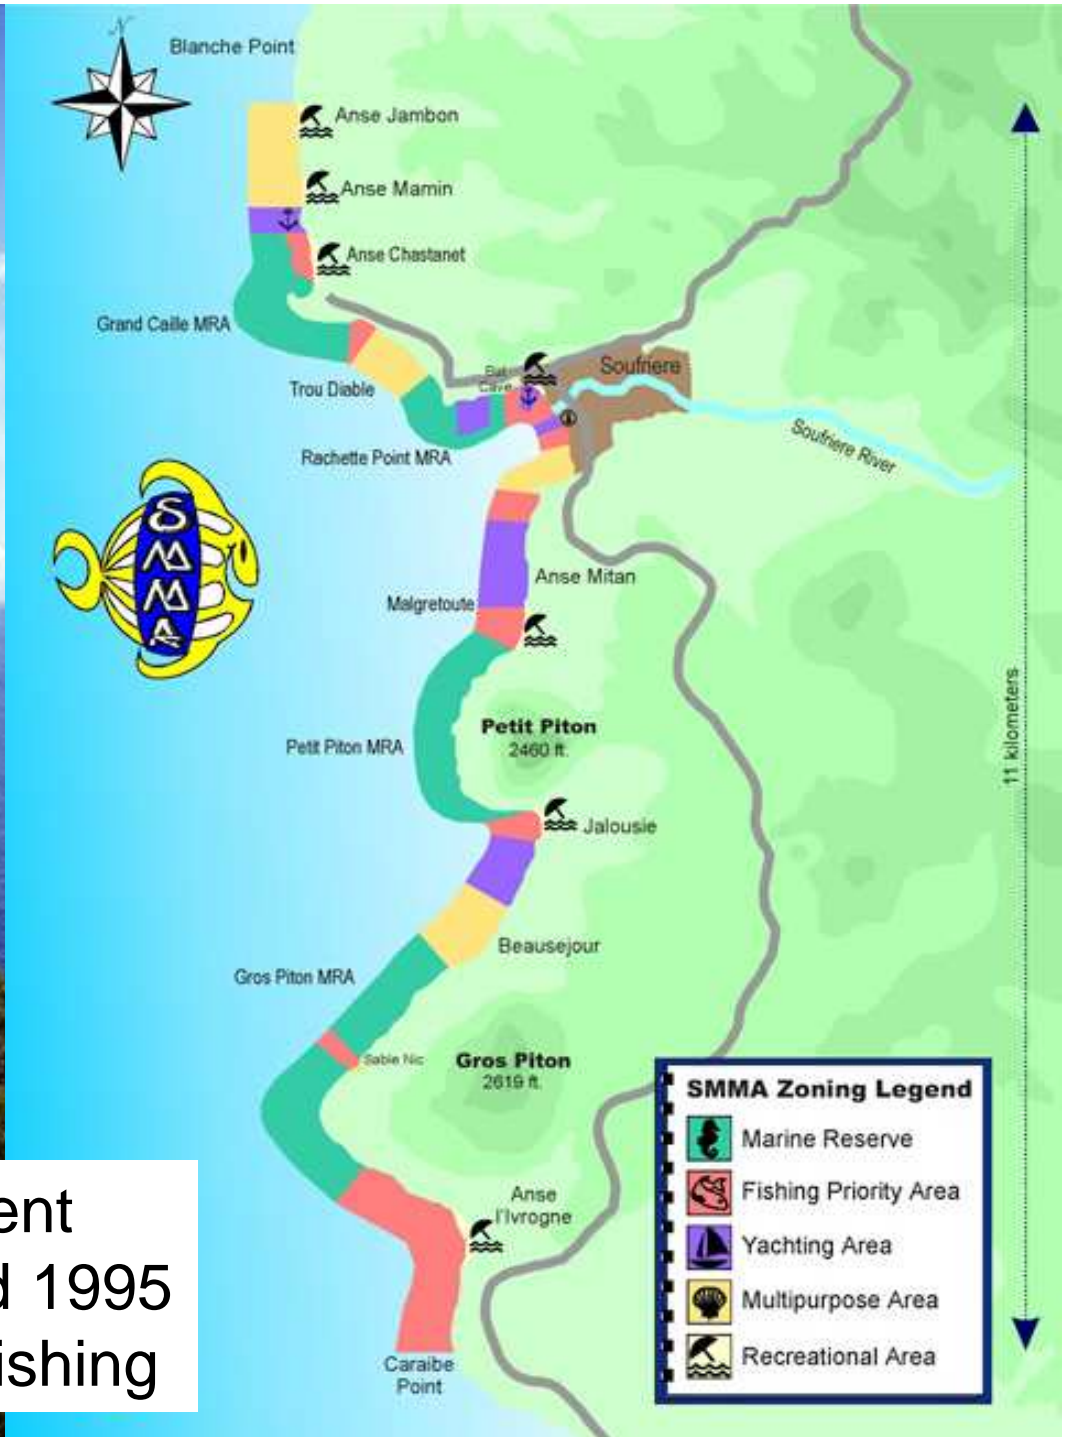 N
Blanche Point
Anse Jambon
Anse Mamin
Anse Chastanet
Grand Caille MRA
Trou Diable
Bat
Cave
Soufriere
Soufriere River
Rachette Point MRA
SMMA
Anse Mitan
Malgretoute
Petit Piton
2460 ft.
Petit Piton MRA
11 kilometers
Jalousie
Beausejour
Gros Piton MRA
Sable Nic
Gros Piton
2619 ft.
Anse
l'Ivrogne
Caraibe
Point
SMMA Zoning Legend
Marine Reserve
Fishing Priority Area
Yachting Area
Multipurpose Area
Recreational Area
ent
1995
ishing